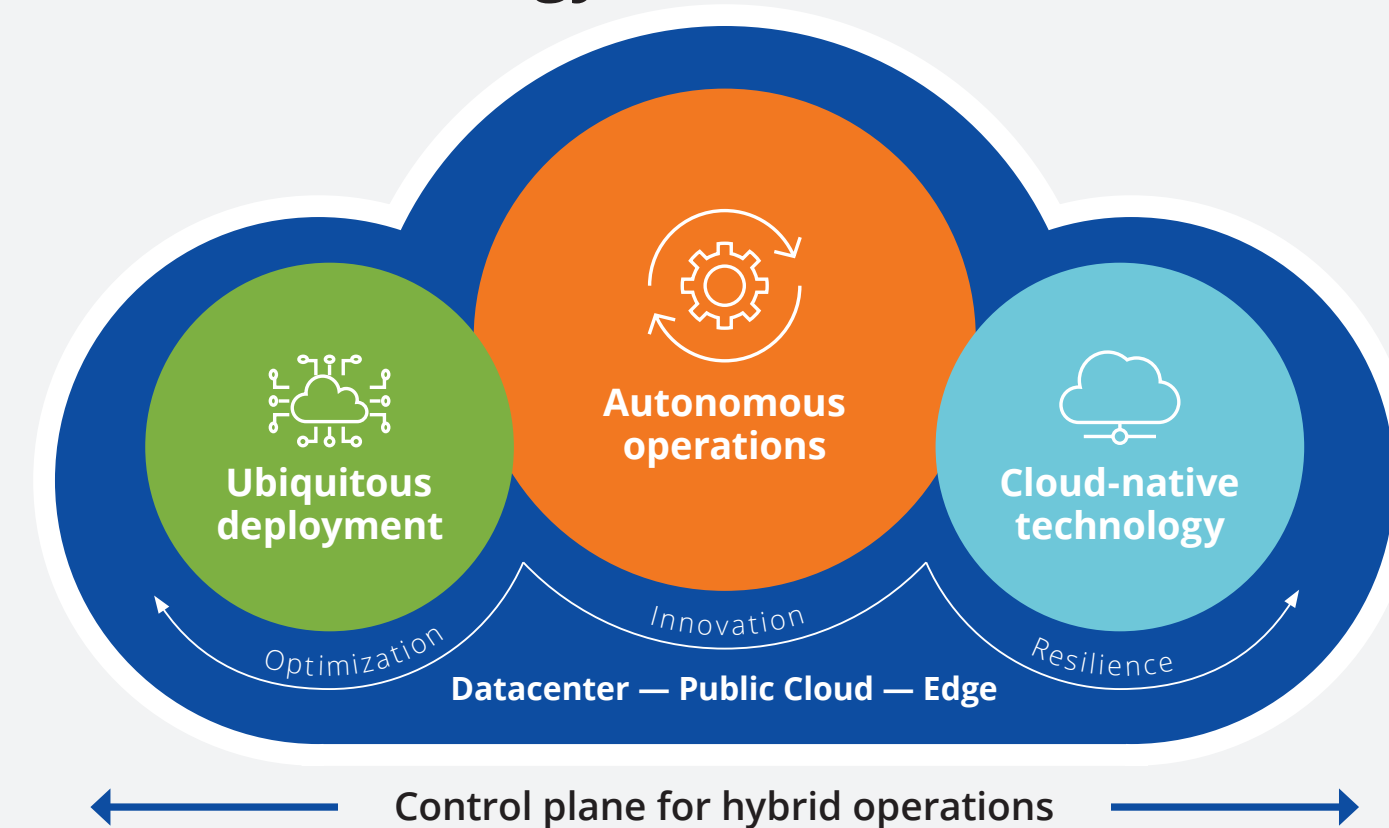 Autonomous
operations
Ubiquitous
deployment
Cloud-native
technology
Optimization
Innovation
Resilience
Datacenter — Public Cloud — Edge
Control plane for hybrid operations